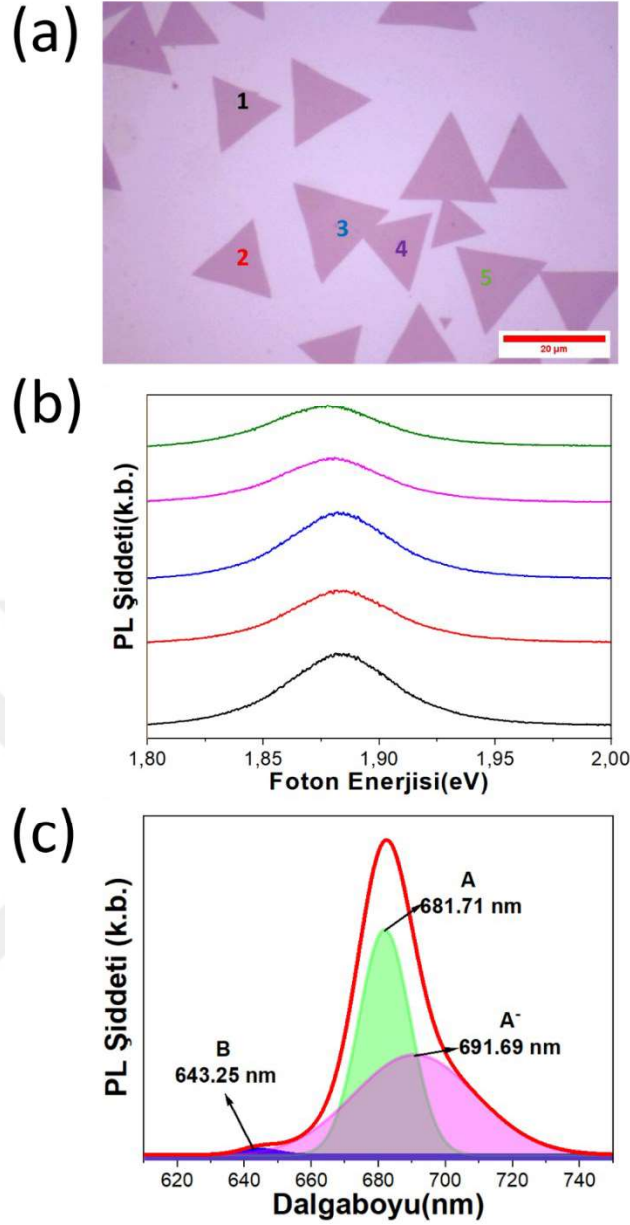 (a)
1
2
3
4
5
20 µm
(b)
PL Şiddeti(k.b.)
1,80
1,85
1,90
1,95
2,00
Foton Enerjisi(eV)
(c)
PL Şiddeti (k.b.)
A
681.71 nm
A-
691.69 nm
B
643.25 nm
620
640
660
680
700
720
740
Dalgaboyu(nm)